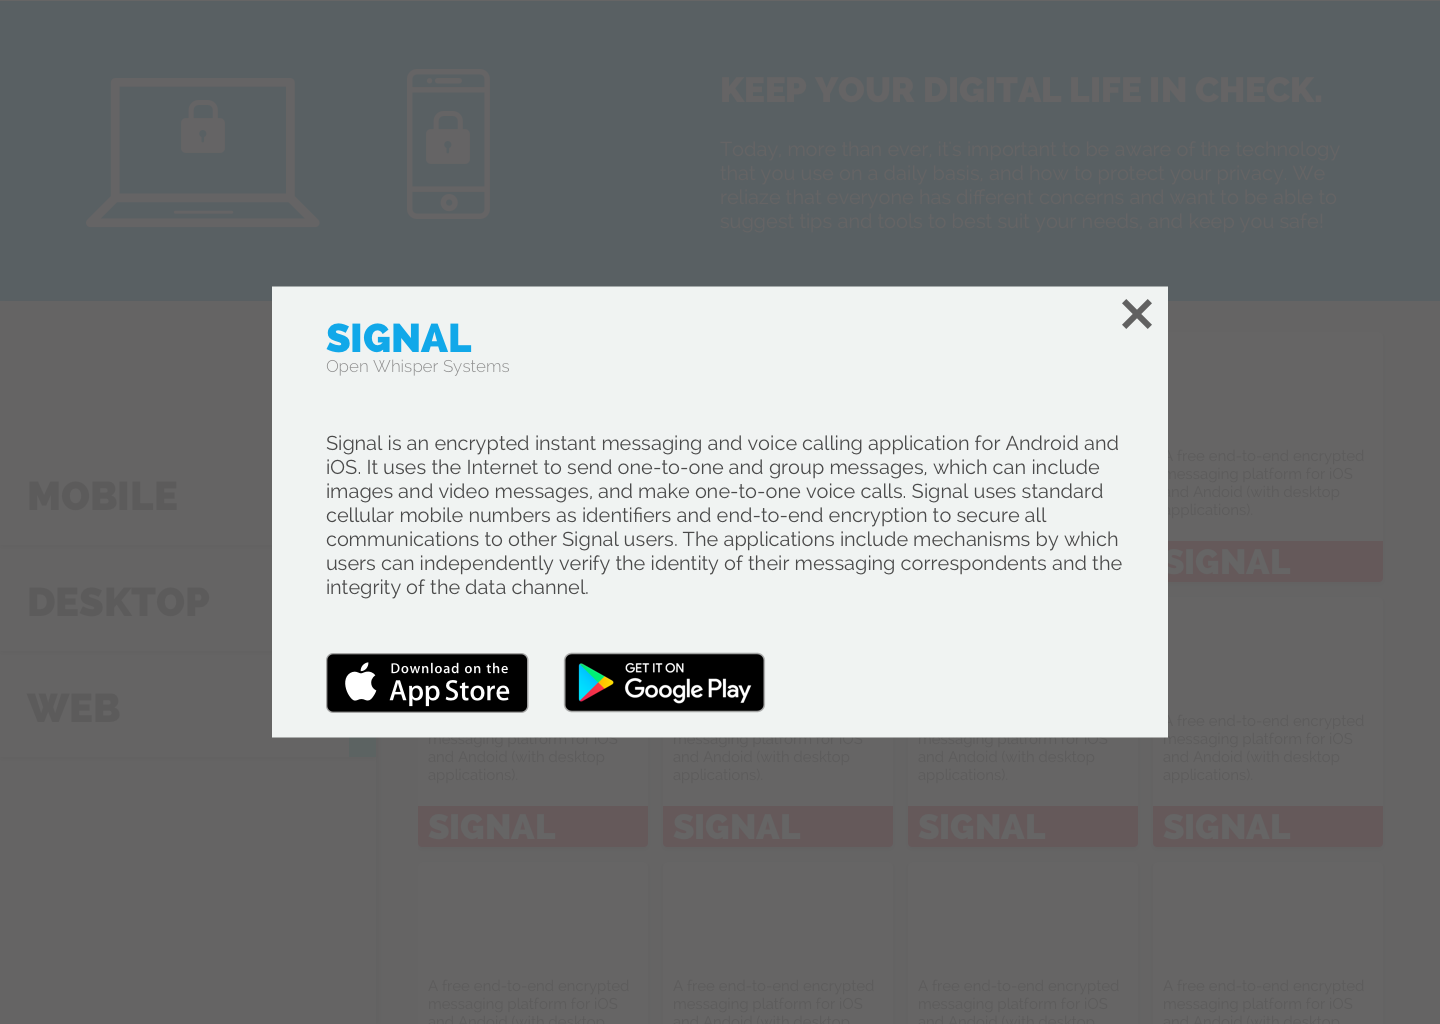 KEEP YOUR DIGITAL LIFE IN CHECK.
Today, more than ever, it's important to be aware of the technology
that you use on a daily basis, and how to protect your privacy. We
reliaze that everyone has different concerns and want to be able to
suggest tips and tools to best suit your needs, and keep you safe!
SIGNAL
Open Whisper Systems
Signal is an encrypted instant messaging and voice calling application for Android and
iOS. It uses the Internet to send one-to-one and group messages, which can include
images and video messages, and make one-to-one voice calls. Signal uses standard
cellular mobile numbers as identifiers and end-to-end encryption to secure all
communications to other Signal users. The applications include mechanisms by which
users can independently verify the identity of their messaging correspondents and the
integrity of the data channel.
Download on the
App Store
GET IT ON
Google Play
MOBILE
DESKTOP
WEB
A free end-to-end encrypted
messaging platform for iOS
and Andoid (with desktop
applications).
SIGNAL
messaging platform for iOS
and Andoid (with desktop
applications).
SIGNAL
messaging platform for iOS
and Andoid (with desktop
applications).
SIGNAL
messaging platform for iOS
and Andoid (with desktop
applications).
SIGNAL
A free end-to-end encrypted
messaging platform for iOS
and Andoid (with desktop
applications).
SIGNAL
A free end-to-end encrypted
messaging platform for iOS
and Andoid (with desktop
A free end-to-end encrypted
messaging platform for iOS
and Andoid (with desktop
A free end-to-end encrypted
messaging platform for iOS
and Andoid (with desktop
A free end-to-end encrypted
messaging platform for iOS
and Andoid (with desktop